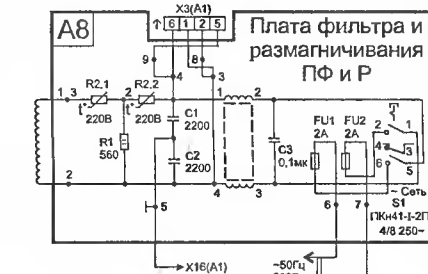 A8
X3(A1)
6 1 2 5
Плата фильтра и
размагничивания
ПФ и Р
9 8
4 3
1 3 R2,1 2 R2,2 1 2
t° 220В t° 220В
C1
2200
R1
560
C2
2200
C3
0,1мк
FU1
2А
FU2
2А
2 1
4 3
6 5
2 4 3
~ Сеть
S1
ПКн41-I-2П
4/8 250~
5 6 7
X16(A1)
~50Гц